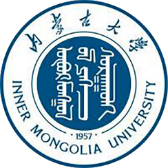 内蒙古大学
·1957·
INNER MONGOLIA UNIVERSITY